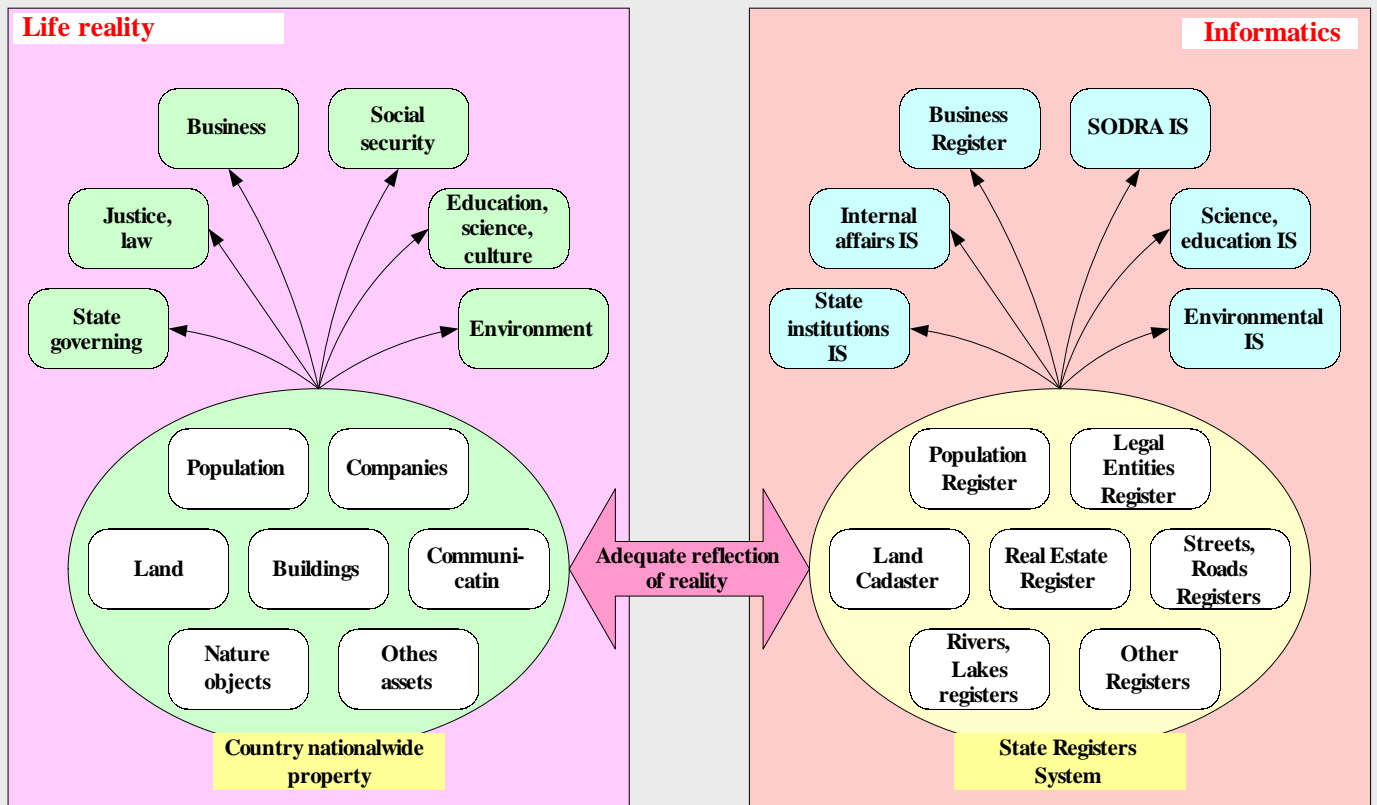 Life reality
Business
Social
security
Justice,
law
Education,
science,
culture
State
governing
Environment
Population
Companies
Land
Buildings
Communi-
catin
Nature
objects
Othes
assets
Country nationalwide
property
Adequate reflection
of reality
Informatics
Business
Register
SODRA IS
Internal
affairs IS
Science,
education IS
State
institutions
IS
Environmental
IS
Population
Register
Legal
Entities
Register
Land
Cadaster
Real Estate
Register
Streets,
Roads
Registers
Rivers,
Lakes
registers
Other
Registers
State Registers
System